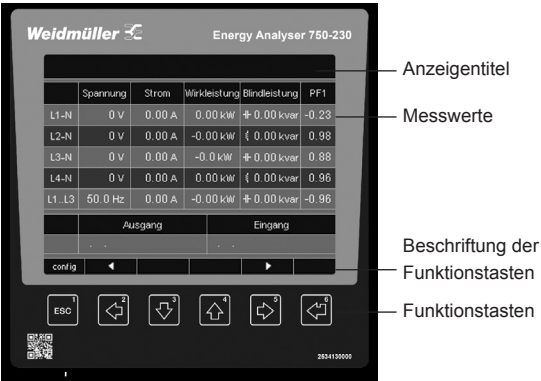 Weidmüller Energy Analyser 750-230
Anzeigentitel
Spannung Strom Wirkleistung Blindleistung PF1
L1-N 0 V 0.00 A 0.00 kW 0.00 kvar -0.23
Messwerte
L2-N 0 V 0.00 A -0.00 kW 0.00 kvar 0.98
L3-N 0 V 0.00 A -0.0 kW 0.00 kvar 0.88
L4-N 0 V 0.00 A 0.00 kW 0.00 kvar 0.96
L1..L3 50.0 Hz 0.00 A -0.00 kW 0.00 kvar -0.96
Ausgang Eingang
config
Beschriftung der
Funktionstasten
ESC 1 2 3 4 5 6
Funktionstasten
2534130000